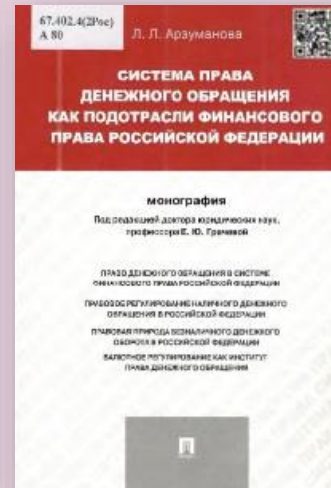 67.402.4(2Рос)
А 80
Л. Л. Арзуманова
СИСТЕМА ПРАВА
ДЕНЕЖНОГО ОБРАЩЕНИЯ
КАК ПОДОТРАСЛИ ФИНАНСОВОГО
ПРАВА РОССИЙСКОЙ ФЕДЕРАЦИИ
монография
Под редакцией доктора юридических наук,
профессора Е. Ю. Грачевой
ПРАВО ДЕНЕЖНОГО ОБРАЩЕНИЯ В СИСТЕМЕ
ФИНАНСОВОГО ПРАВА РОССИЙСКОЙ ФЕДЕРАЦИИ
ПРАВОВОЕ РЕГУЛИРОВАНИЕ НАЛИЧНОГО ДЕНЕЖНОГО
ОБРАЩЕНИЯ В РОССИЙСКОЙ ФЕДЕРАЦИИ
ПРАВОВАЯ ПРИРОДА БЕЗНАЛИЧНОГО ДЕНЕЖНОГО
ОБОРОТА В РОССИЙСКОЙ ФЕДЕРАЦИИ
ВАЛЮТНОЕ РЕГУЛИРОВАНИЕ КАК ИНСТИТУТ
ПРАВА ДЕНЕЖНОГО ОБРАЩЕНИЯ